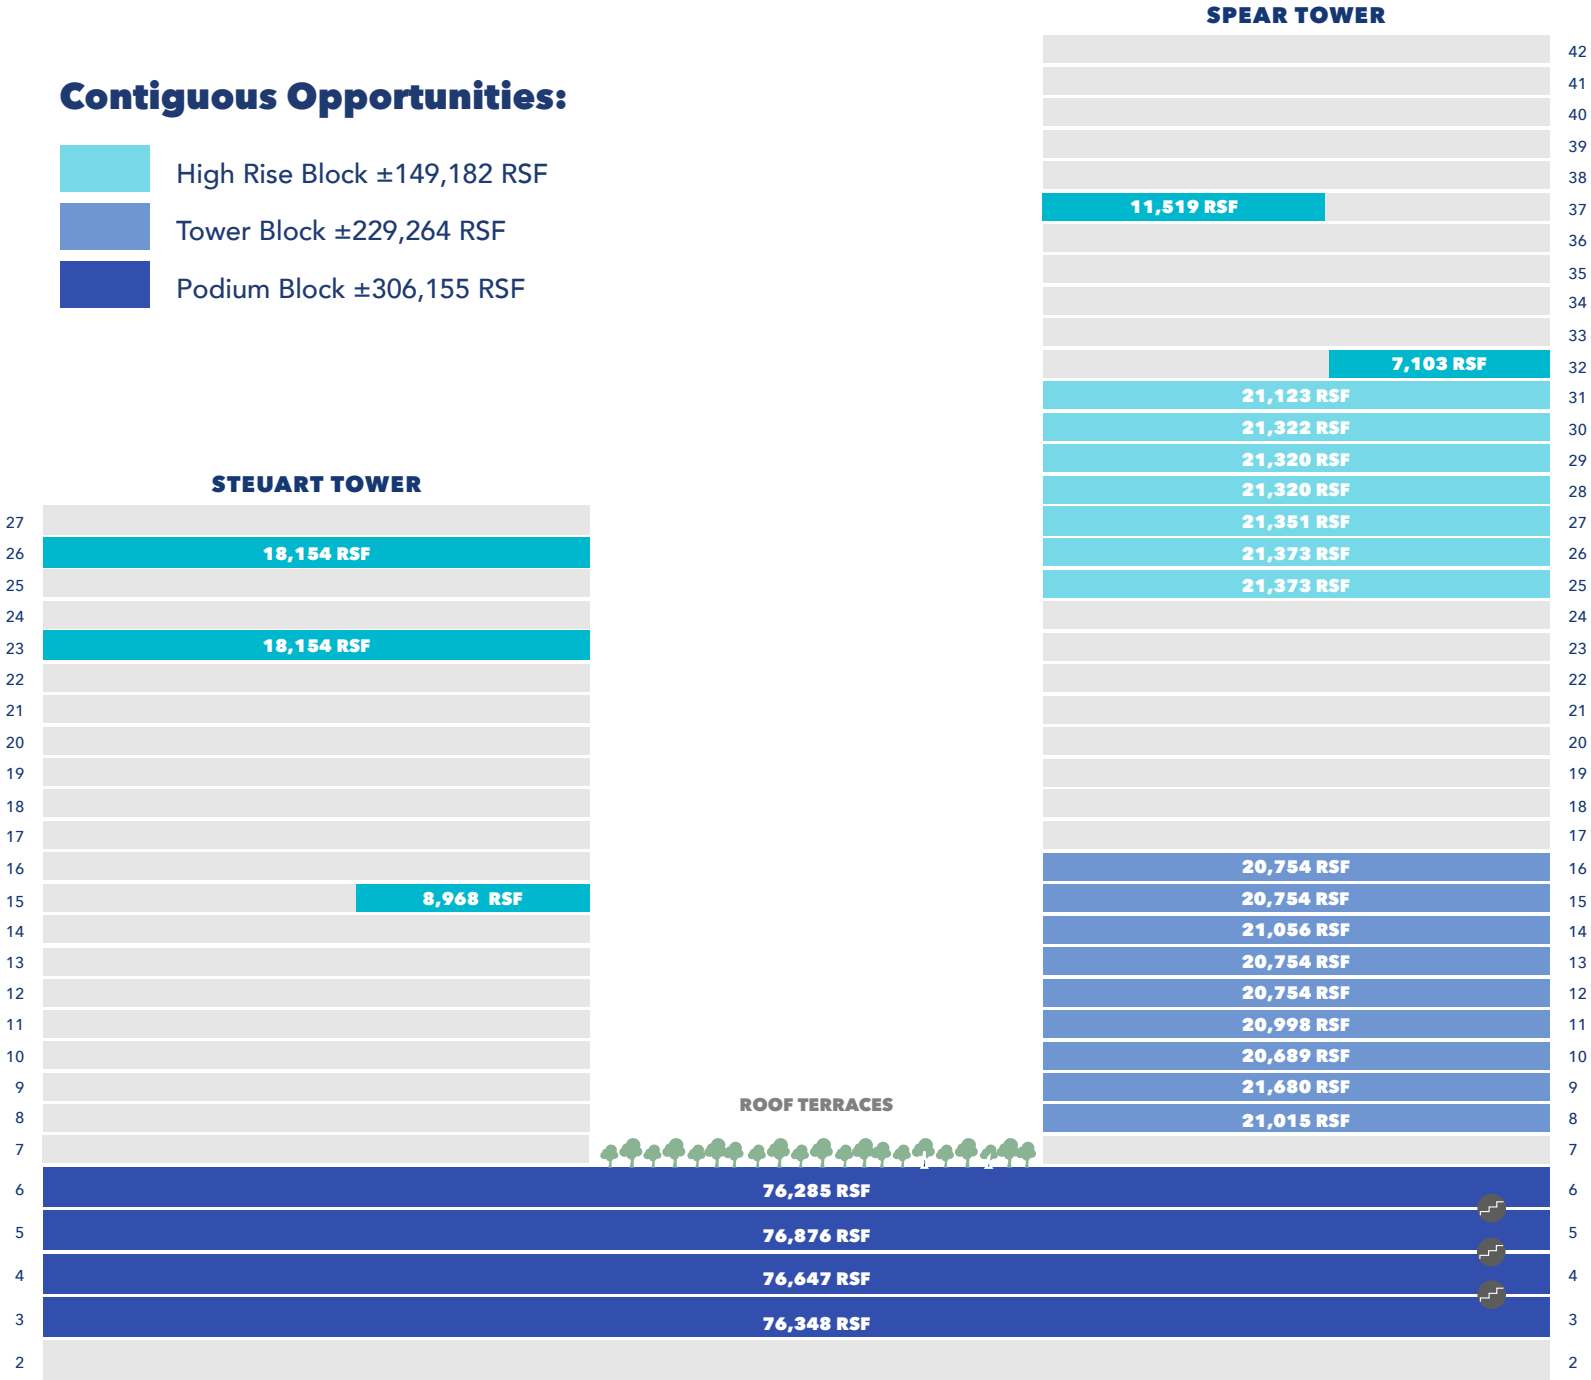 SPEAR TOWER
Contiguous Opportunities:
High Rise Block ±149,182 RSF
Tower Block ±229,264 RSF
Podium Block ±306,155 RSF
42
41
40
39
38
11,519 RSF 37
36
35
34
33
7,103 RSF 32
21,123 RSF 31
21,322 RSF 30
21,320 RSF 29
21,320 RSF 28
21,351 RSF 27
21,373 RSF 26
21,373 RSF 25
24
23
22
21
20
19
18
17
20,754 RSF 16
20,754 RSF 15
21,056 RSF 14
20,754 RSF 13
20,754 RSF 12
20,998 RSF 11
20,689 RSF 10
21,680 RSF 9
21,015 RSF 8
7
STEUART TOWER
27
26 18,154 RSF
25
24
23 18,154 RSF
22
21
20
19
18
17
16
15 8,968 RSF
14
13
12
11
10
9
8
7
ROOF TERRACES
6 76,285 RSF 6
5 76,876 RSF 5
4 76,647 RSF 4
3 76,348 RSF 3
2 2